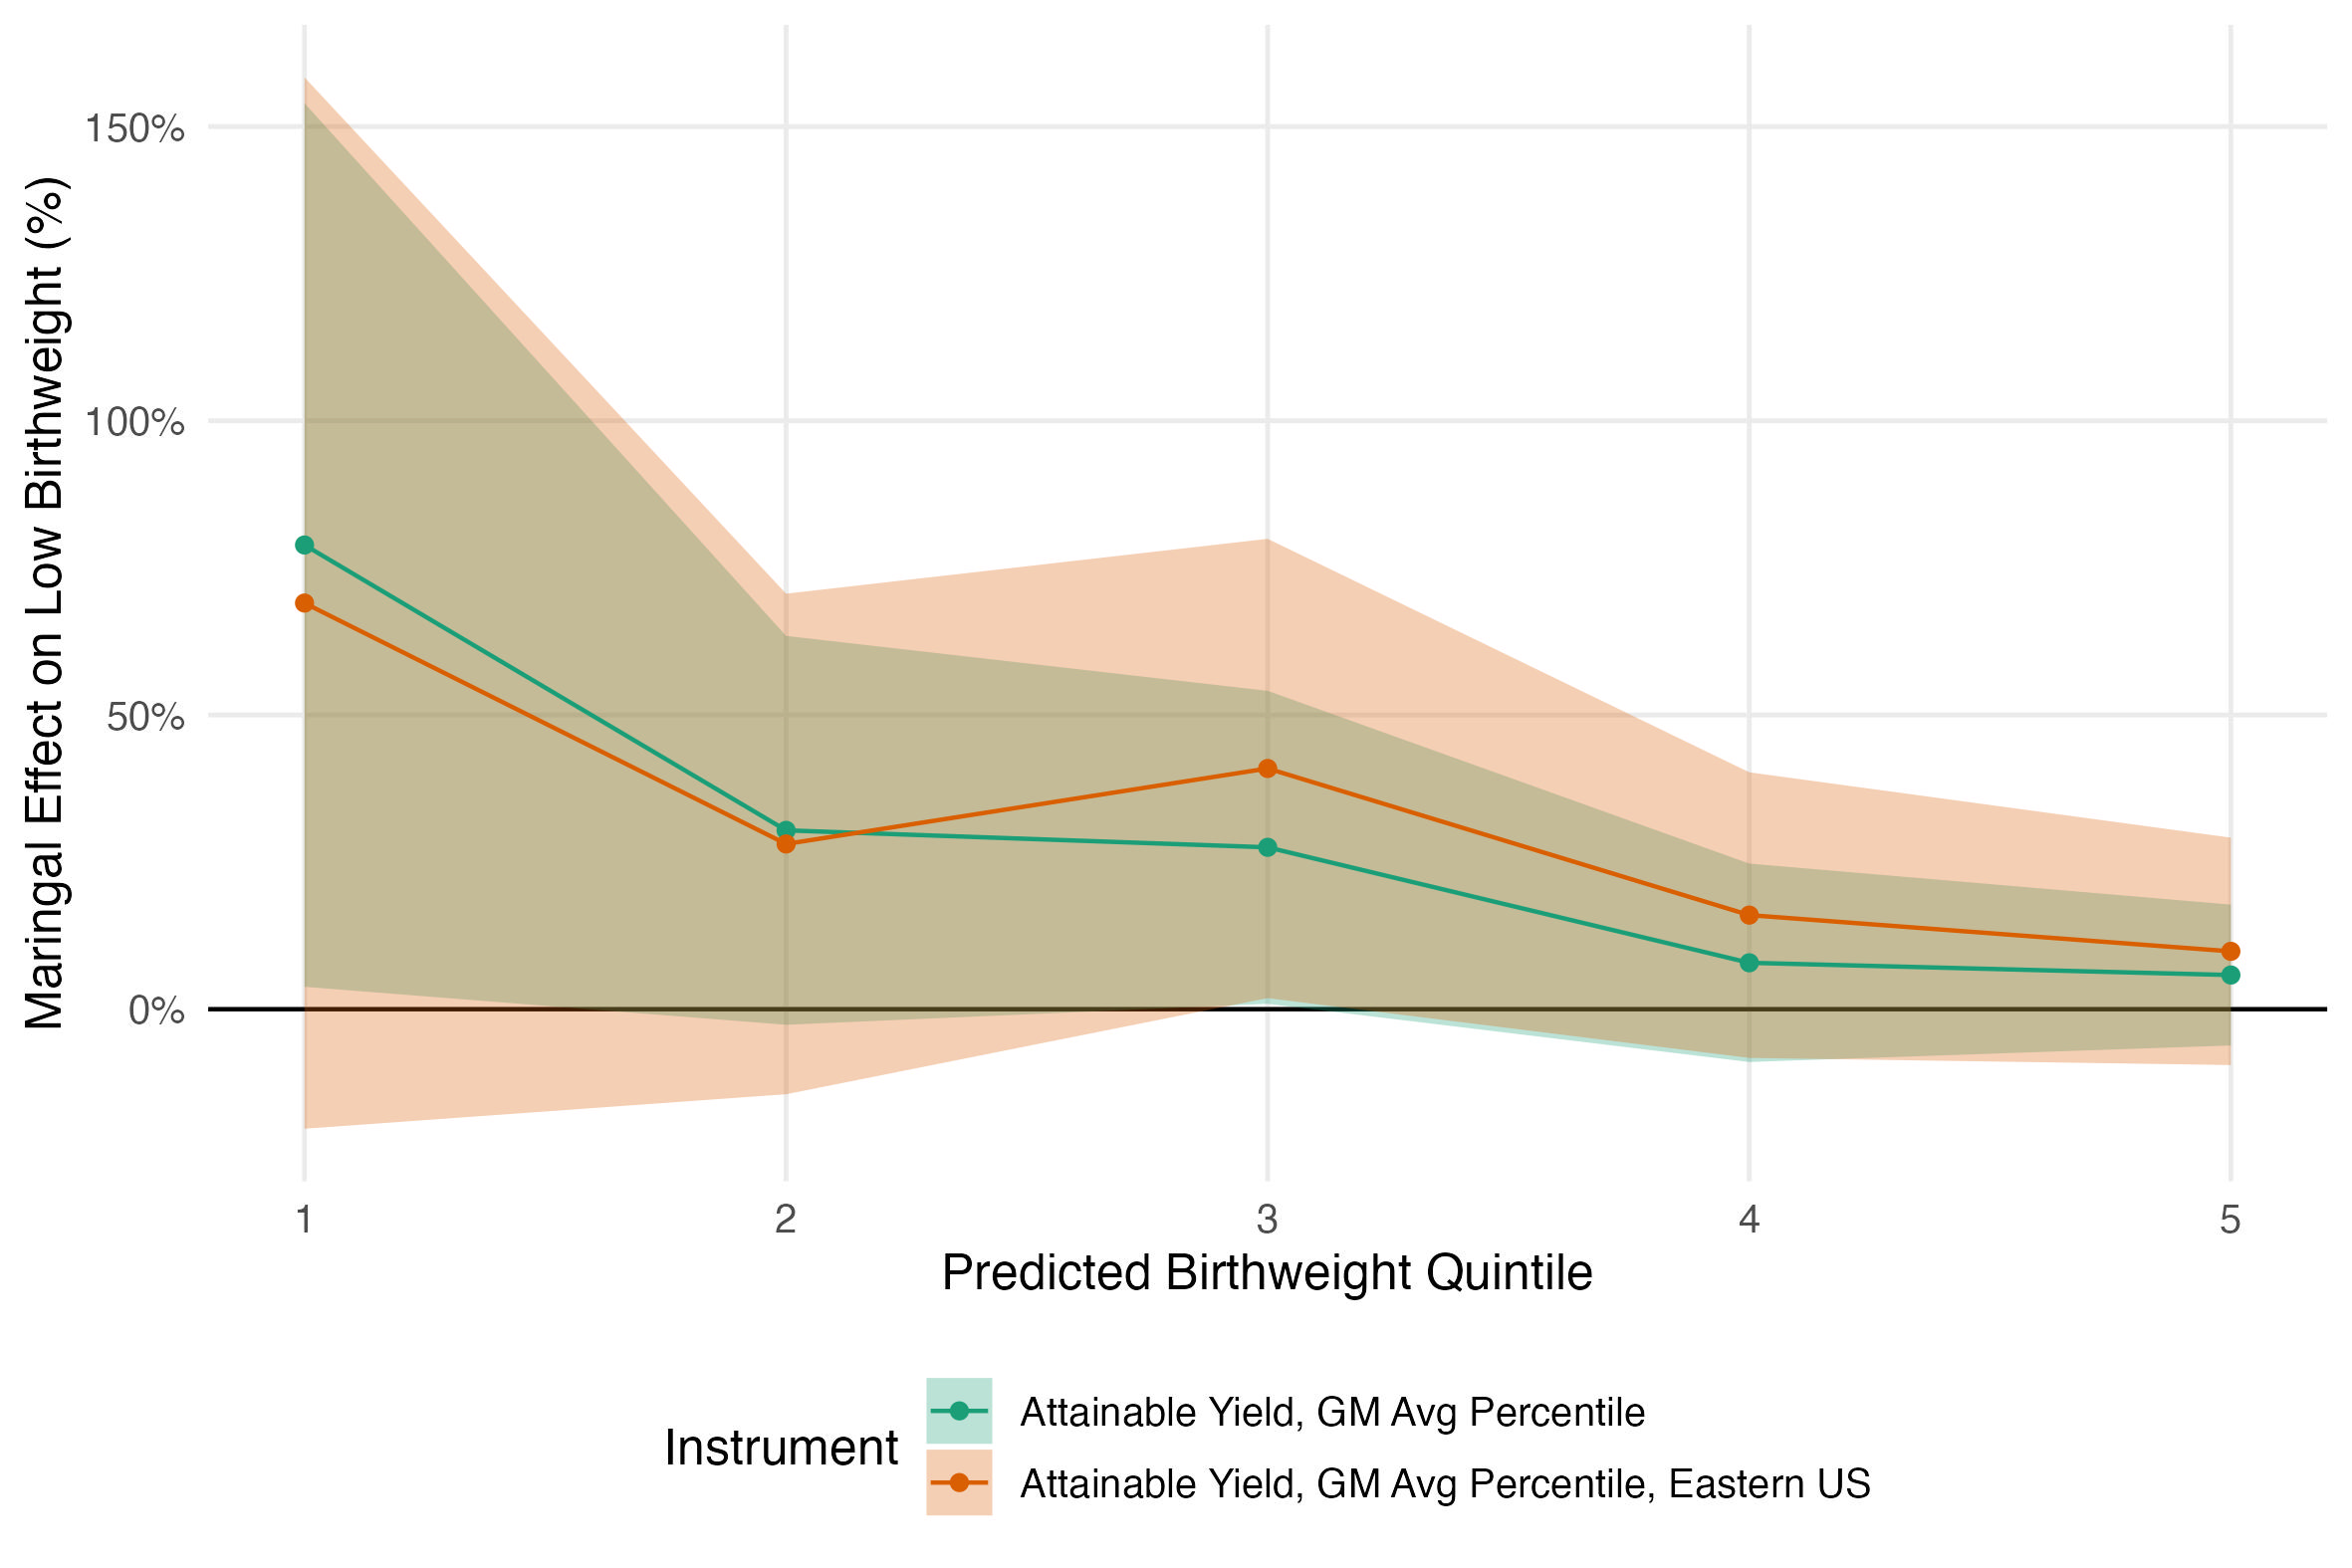 Maringal Effect on Low Birthweight (%)
150%
100%
50%
0%
1 2 3 4 5
Predicted Birthweight Quintile
Instrument
Attainable Yield, GM Avg Percentile
Attainable Yield, GM Avg Percentile, Eastern US